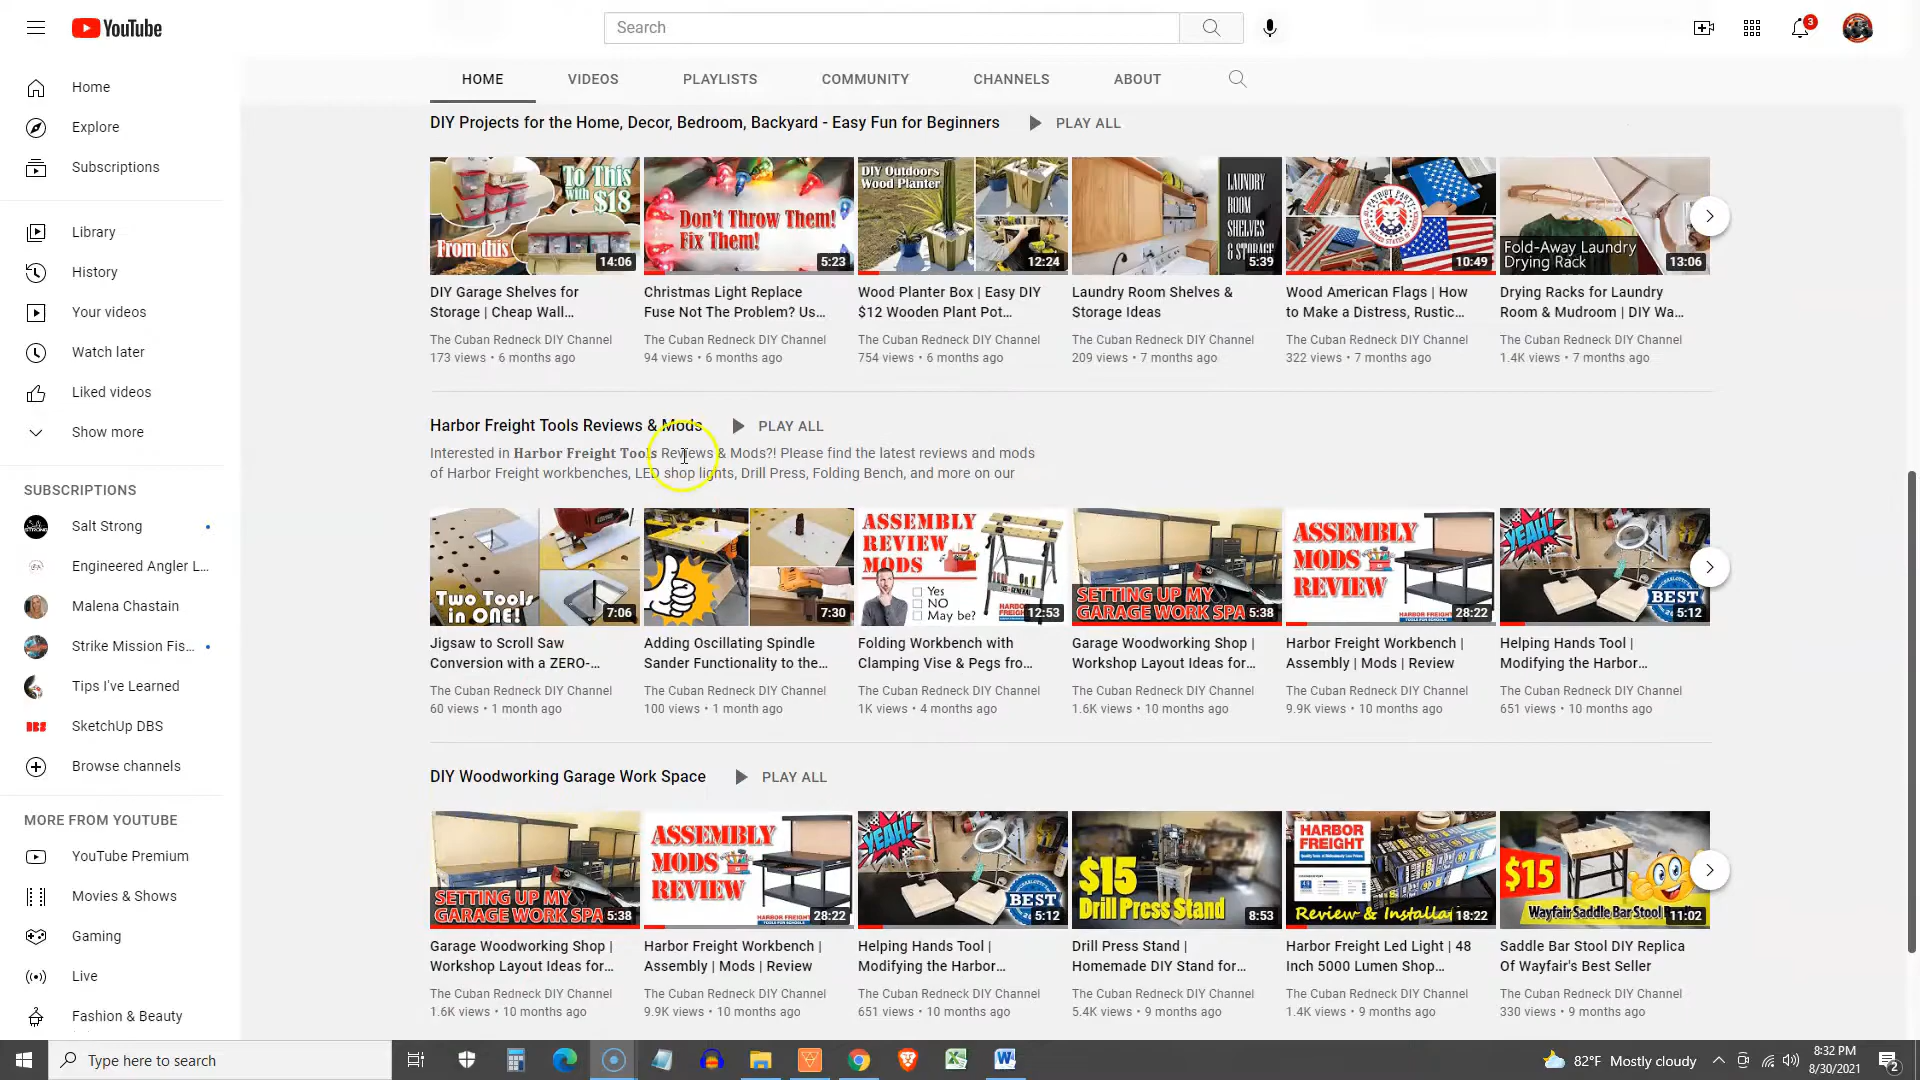 YouTube
Search
3
Home
Explore
Subscriptions
Library
History
Your videos
Watch later
Liked videos
Show more
SUBSCRIPTIONS
Salt Strong
Engineered Angler L...
Malena Chastain
Strike Mission Fis...
Tips I've Learned
SketchUp DBS
Browse channels
MORE FROM YOUTUBE
YouTube Premium
Movies & Shows
Gaming
Live
Fashion & Beauty
HOME VIDEOS PLAYLISTS COMMUNITY CHANNELS ABOUT
DIY Projects for the Home, Decor, Bedroom, Backyard - Easy Fun for Beginners PLAY ALL
To This
With $18
From this
14:06
DIY Garage Shelves for
Storage | Cheap Wall...
The Cuban Redneck DIY Channel
173 views • 6 months ago
Don't Throw Them!
Fix Them!
5:23
Christmas Light Replace
Fuse Not The Problem? Us...
The Cuban Redneck DIY Channel
94 views • 6 months ago
DIY Outdoors
Wood Planter
12:24
Wood Planter Box | Easy DIY
$12 Wooden Plant Pot...
The Cuban Redneck DIY Channel
754 views • 6 months ago
LAUNDRY
ROOM
SHELVES
&
STORAGE
5:39
Laundry Room Shelves &
Storage Ideas
The Cuban Redneck DIY Channel
209 views • 7 months ago
PATRIOT PARTY
10:49
Wood American Flags | How
to Make a Distress, Rustic...
The Cuban Redneck DIY Channel
322 views • 7 months ago
Fold-Away Laundry
Drying Rack
13:06
Drying Racks for Laundry
Room & Mudroom | DIY Wa...
The Cuban Redneck DIY Channel
1.4K views • 7 months ago
Harbor Freight Tools Reviews & Mods PLAY ALL
Interested in Harbor Freight Tools Reviews & Mods?! Please find the latest reviews and mods
of Harbor Freight workbenches, LED shop lights, Drill Press, Folding Bench, and more on our
Two Tools
in ONE!
7:06
Jigsaw to Scroll Saw
Conversion with a ZERO-...
The Cuban Redneck DIY Channel
60 views • 1 month ago
7:30
Adding Oscillating Spindle
Sander Functionality to the...
The Cuban Redneck DIY Channel
100 views • 1 month ago
ASSEMBLY
REVIEW
MODS
Yes
NO
May be?
12:53
Folding Workbench with
Clamping Vise & Pegs fro...
The Cuban Redneck DIY Channel
1K views • 4 months ago
SETTING UP MY
GARAGE WORK SPA
5:38
Garage Woodworking Shop |
Workshop Layout Ideas for...
The Cuban Redneck DIY Channel
1.6K views • 10 months ago
ASSEMBLY
MODS
REVIEW
HARBOR FREIGHT
28:22
Harbor Freight Workbench |
Assembly | Mods | Review
The Cuban Redneck DIY Channel
9.9K views • 10 months ago
YEAH!
BEST
5:12
Helping Hands Tool |
Modifying the Harbor...
The Cuban Redneck DIY Channel
651 views • 10 months ago
DIY Woodworking Garage Work Space PLAY ALL
SETTING UP MY
GARAGE WORK SPA
5:38
Garage Woodworking Shop |
Workshop Layout Ideas for...
The Cuban Redneck DIY Channel
1.6K views • 10 months ago
ASSEMBLY
MODS
REVIEW
HARBOR FREIGHT
28:22
Harbor Freight Workbench |
Assembly | Mods | Review
The Cuban Redneck DIY Channel
9.9K views • 10 months ago
YEAH!
BEST
5:12
Helping Hands Tool |
Modifying the Harbor...
The Cuban Redneck DIY Channel
651 views • 10 months ago
$15
Drill Press Stand
8:53
Drill Press Stand |
Homemade DIY Stand for...
The Cuban Redneck DIY Channel
5.4K views • 9 months ago
HARBOR
FREIGHT
Review & Installa
18:22
Harbor Freight Led Light | 48
Inch 5000 Lumen Shop...
The Cuban Redneck DIY Channel
1.4K views • 9 months ago
$15
Wayfair Saddle Bar Stool
11:02
Saddle Bar Stool DIY Replica
Of Wayfair's Best Seller
The Cuban Redneck DIY Channel
330 views • 9 months ago
Type here to search
82°F Mostly cloudy
8:32 PM
8/30/2021
2